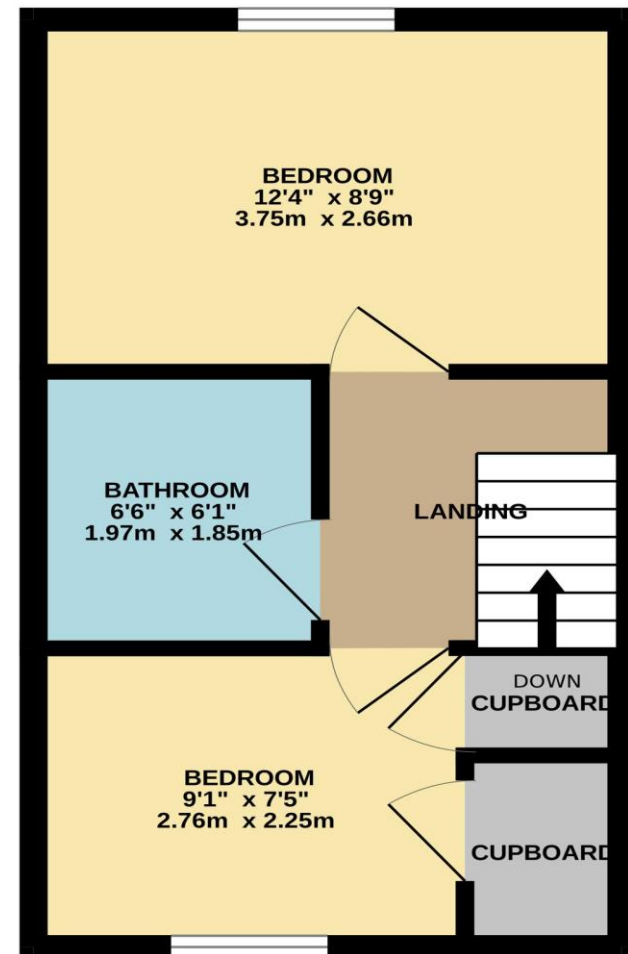 BEDROOM
12'4" x 8'9"
3.75m x 2.66m
BATHROOM
6'6" x 6'1"
1.97m x 1.85m
LANDING
DOWN
CUPBOARD
BEDROOM
9'1" x 7'5"
2.76m x 2.25m
CUPBOARD